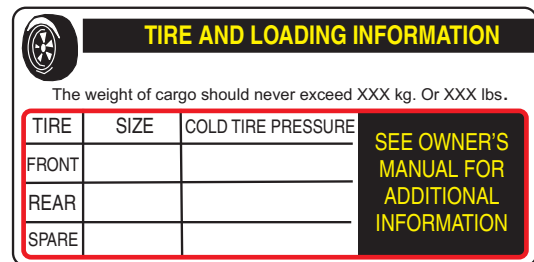 TIRE AND LOADING INFORMATION
The weight of cargo should never exceed XXX kg. Or XXX lbs.
TIRE SIZE COLD TIRE PRESSURE
FRONT
REAR
SPARE
SEE OWNER'S
MANUAL FOR
ADDITIONAL
INFORMATION